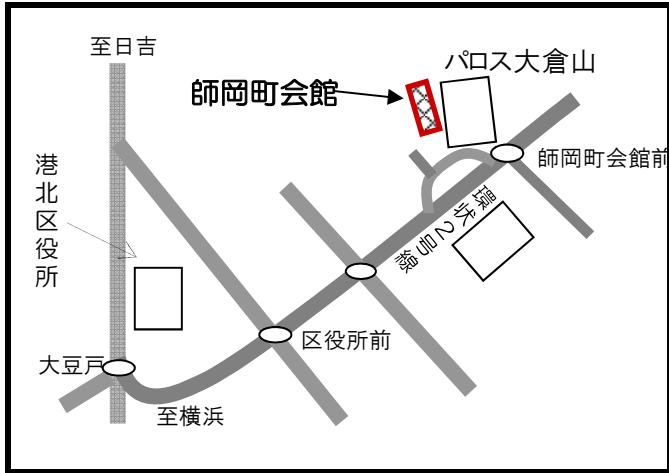 至日吉
パロス大倉山
師岡町会館
師岡町会館前
港北区役所
環状2号線
区役所前
大豆戸
至横浜